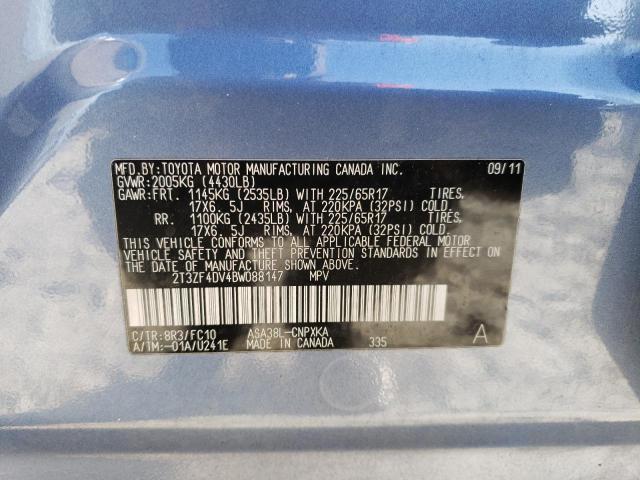 MFD. BY:TOYOTA MOTOR MANUFACTURING CANADA INC. 09/11
GVWR:2005KG (4430LB)
GAWR:FRT. 1145KG (2535LB) WITH 225/65R17 TIRES,
17X6. 5J RIMS, AT 220KPA (32PSI) COLD.
RR. 1100KG (2435LB) WITH 225/65R17 TIRES,
17X6. 5J RIMS, AT 220KPA (32PSI) COLD.
THIS VEHICLE CONFORMS TO ALL APPLICABLE FEDERAL MOTOR
VEHICLE SAFETY AND THEFT PREVENTION STANDARDS IN EFFECT ON
THE DATE OF MANUFACTURE SHOWN ABOVE.
2T3ZF4DV4BW088147 MPV
C/TR:8R3/FC10 ASA38L-CNPXKA A
A/TM:-01A/U241E MADE IN CANADA 335